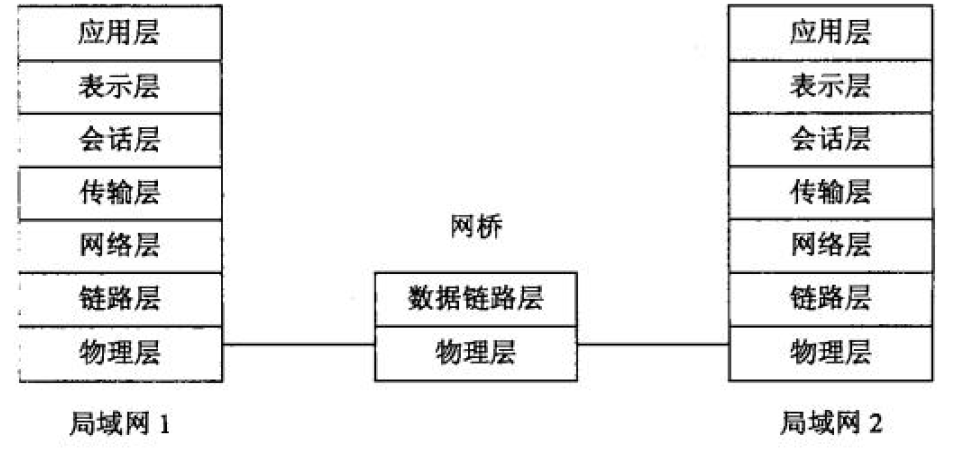 应用层
表示层
会话层
传输层
网络层
链路层
物理层
局域网 1
网桥
数据链路层
物理层
应用层
表示层
会话层
传输层
网络层
链路层
物理层
局域网 2